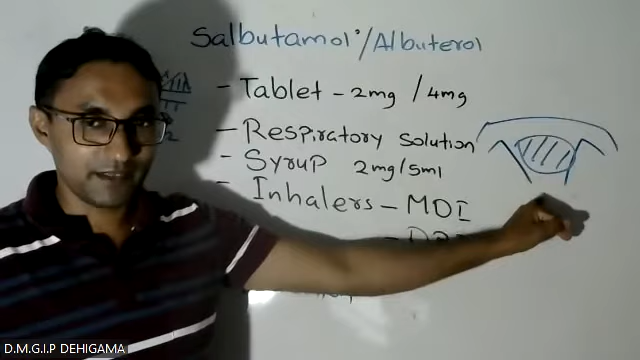 Salbutamol/Albuterol
- Tablet - 2mg / 4mg
- Respiratory Solution
- Syrup 2mg/5ml
- Inhalers - MDI
D.M.G.I.P DEHIGAMA